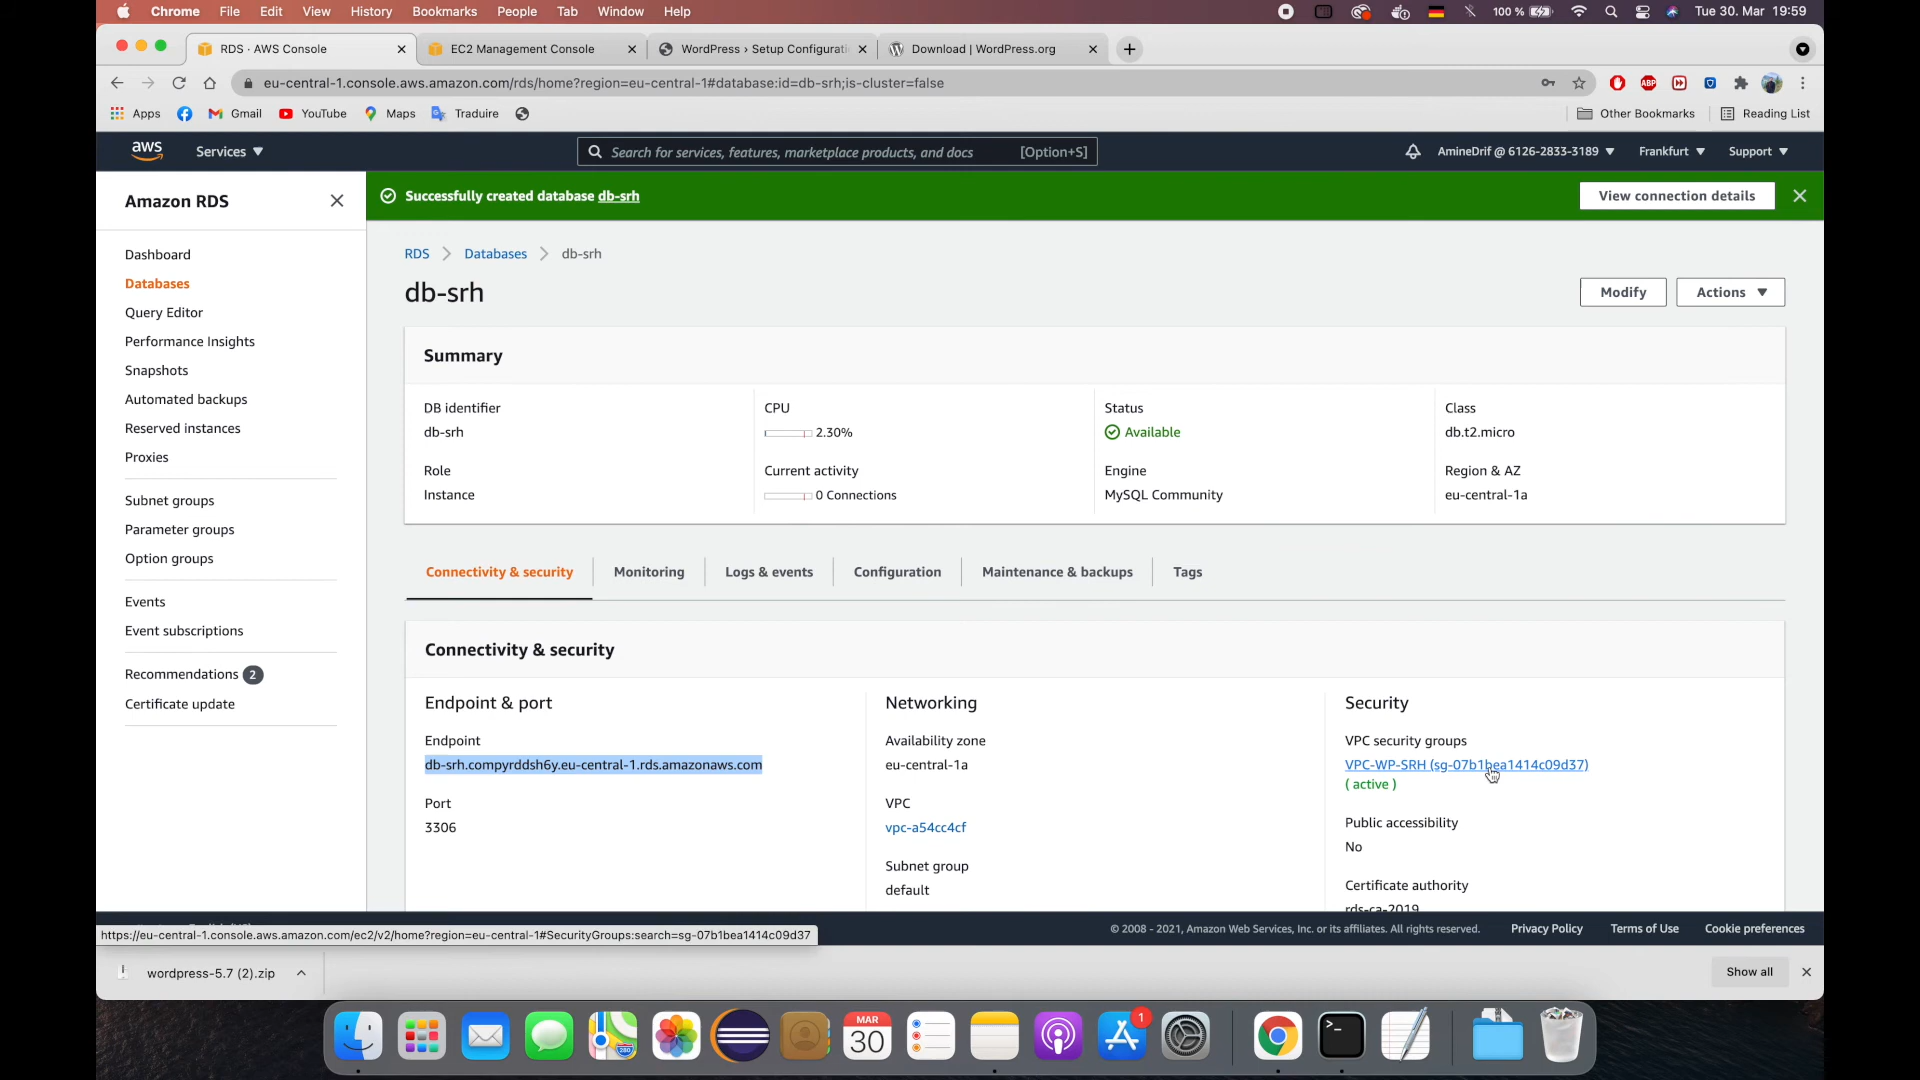 Chrome File Edit View History Bookmarks People Tab Window Help 100 % Tue 30. Mar 19:59
RDS · AWS Console EC2 Management Console WordPress › Setup Configurati Download | WordPress.org
eu-central-1.console.aws.amazon.com/rds/home?region=eu-central-1#database:id=db-srh;is-cluster=false
Apps Gmail YouTube Maps Traduire Other Bookmarks Reading List
aws Services Search for services, features, marketplace products, and docs [Option+S] AmineDrif @ 6126-2833-3189 Frankfurt Support
Amazon RDS
Successfully created database db-srh View connection details
Dashboard
Databases
Query Editor
Performance Insights
Snapshots
Automated backups
Reserved instances
Proxies
Subnet groups
Parameter groups
Option groups
Events
Event subscriptions
Recommendations 2
Certificate update
RDS Databases db-srh
db-srh
Modify Actions
Summary
DB identifier
db-srh
CPU
2.30%
Status
Available
Class
db.t2.micro
Role
Instance
Current activity
0 Connections
Engine
MySQL Community
Region & AZ
eu-central-1a
Connectivity & security Monitoring Logs & events Configuration Maintenance & backups Tags
Connectivity & security
Endpoint & port
Endpoint
db-srh.compyrddsh6y.eu-central-1.rds.amazonaws.com
Port
3306
Networking
Availability zone
eu-central-1a
VPC
vpc-a54cc4cf
Subnet group
default
Security
VPC security groups
VPC-WP-SRH (sg-07b1bea1414c09d37)
( active )
Public accessibility
No
Certificate authority
rds-ca-2019
© 2008 - 2021, Amazon Web Services, Inc. or its affiliates. All rights reserved. Privacy Policy Terms of Use Cookie preferences
https://eu-central-1.console.aws.amazon.com/ec2/v2/home?region=eu-central-1#SecurityGroups:search=sg-07b1bea1414c09d37
wordpress-5.7 (2).zip Show all
MAR
30
1